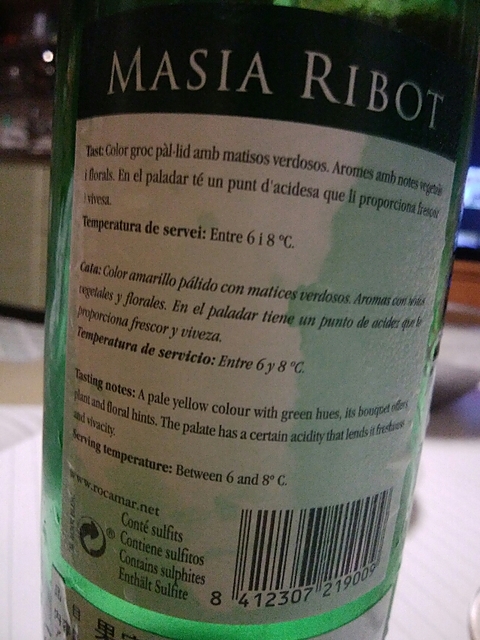 MASIA RIBOT
Tast: Color groc pàl·lid amb matisos verdosos. Aromes amb notes vegetals
i florals. En el paladar té un punt d'acidesa que li proporciona frescor
i vivesa.
Temperatura de servei: Entre 6 i 8 ºC.
Cata: Color amarillo pálido con matices verdosos. Aromas con notas
vegetales y florales. En el paladar tiene un punto de acidez que le
proporciona frescor y viveza.
Temperatura de servicio: Entre 6 y 8 ºC.
Tasting notes: A pale yellow colour with green hues, its bouquet offers
plant and floral hints. The palate has a certain acidity that lends it freshness
and vivacity.
Serving temperature: Between 6 and 8º C.
www.rocamar.net
Conté sulfits
Contiene sulfitos
Contains sulphites
Enthält Sulfite
8 412307 219009